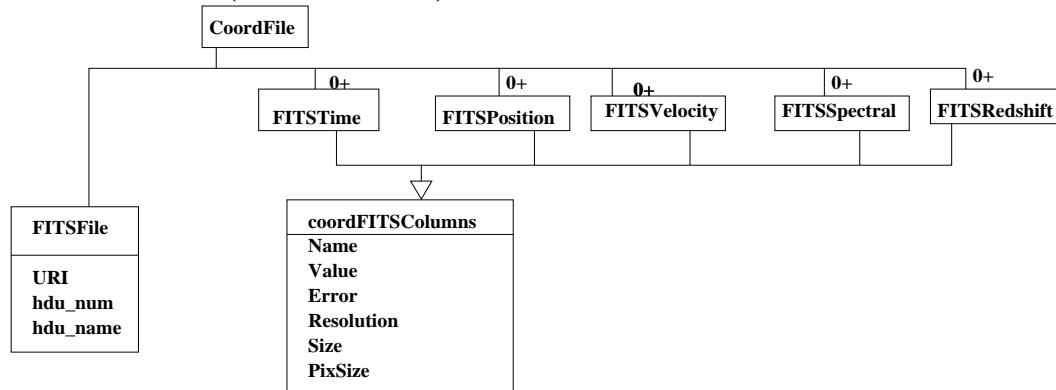 CoordFile
0+ 0+ 0+ 0+ 0+
FITSTime FITSPosition FITSVelocity FITSSpectral FITSRedshift
FITSFile
URI
hdu_num
hdu_name
coordFITSColumns
Name
Value
Error
Resolution
Size
PixSize